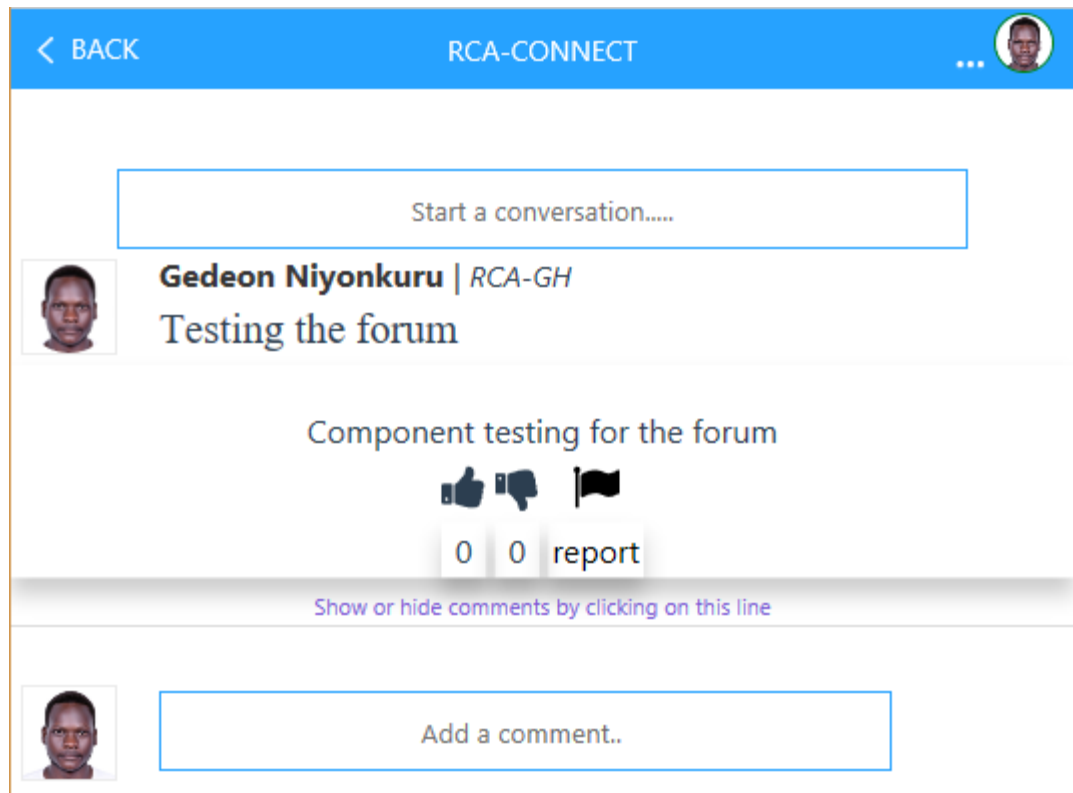 BACK RCA-CONNECT ...
Start a conversation.....
Gedeon Niyonkuru | RCA-GH
Testing the forum
Component testing for the forum
0 0 report
Show or hide comments by clicking on this line
Add a comment..